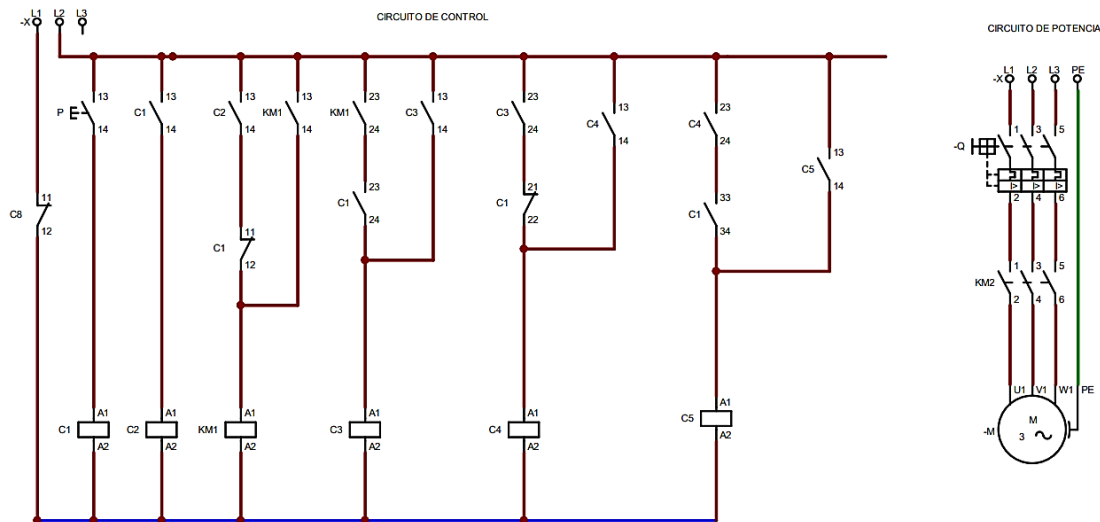 L1 L2 L3
-X
CIRCUITO DE CONTROL
CIRCUITO DE POTENCIA
L1 L2 L3 PE
-X
P 13 14
C1 13 14
C2 13 14
KM1 13 14
KM1 23 24
C3 13 14
C3 23 24
C4 13 14
C4 23 24
C5 13 14
-Q 1 3 5
I> I> I>
2 4 6
C8 11 12
C1 11 12
C1 23 24
C1 21 22
C1 33 34
KM2 1 3 5
2 4 6
C1 A1 A2
C2 A1 A2
KM1 A1 A2
C3 A1 A2
C4 A1 A2
C5 A1 A2
U1 V1 W1 PE
-M
M
3